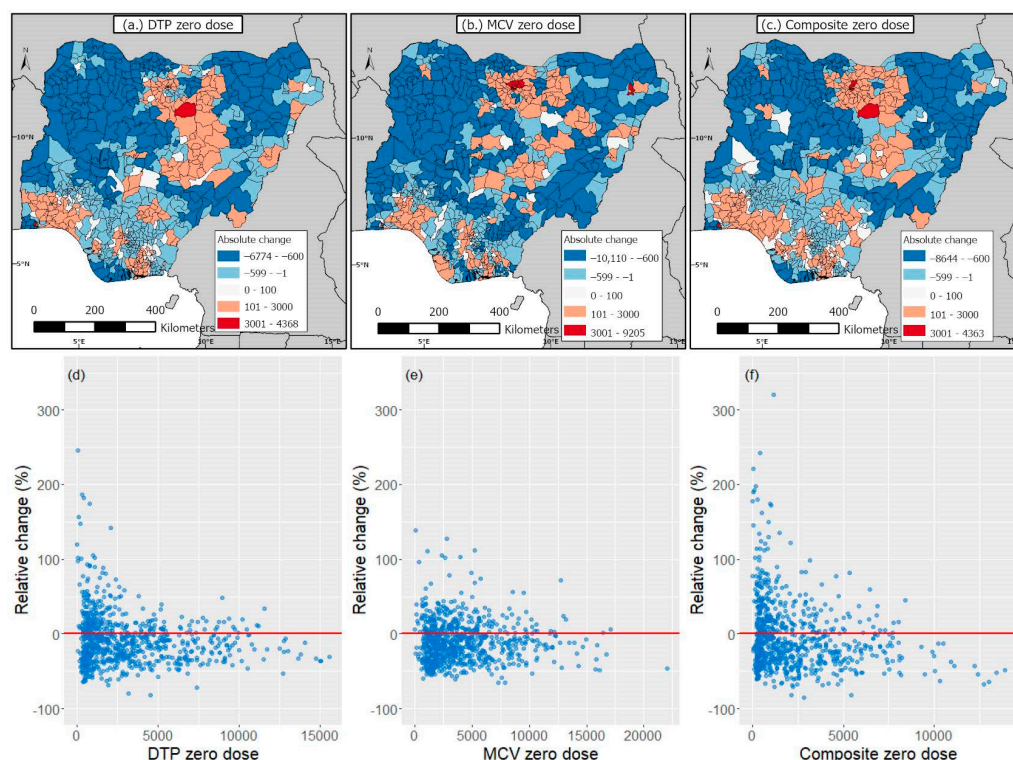 (a.) DTP zero dose
N
10°N
5°N
Absolute change
−6774 - −600
−599 - −1
0 - 100
101 - 3000
3001 - 4368
0 200 400
Kilometers
5°E
10°E
(b.) MCV zero dose
N
Absolute change
−10,110 - −600
−599 - −1
0 - 100
101 - 3000
3001 - 9205
0 200 400
Kilometers
5°E
10°E
(c.) Composite zero dose
N
Absolute change
−8644 - −600
−599 - −1
0 - 100
101 - 3000
3001 - 4363
0 200 400
Kilometers
5°E
10°E
15°E
(d)
Relative change (%)
300
200
100
0
-100
0 5000 10000 15000
DTP zero dose
(e)
Relative change (%)
300
200
100
0
-100
0 5000 10000 15000 20000
MCV zero dose
(f)
Relative change (%)
300
200
100
0
-100
0 5000 10000
Composite zero dose